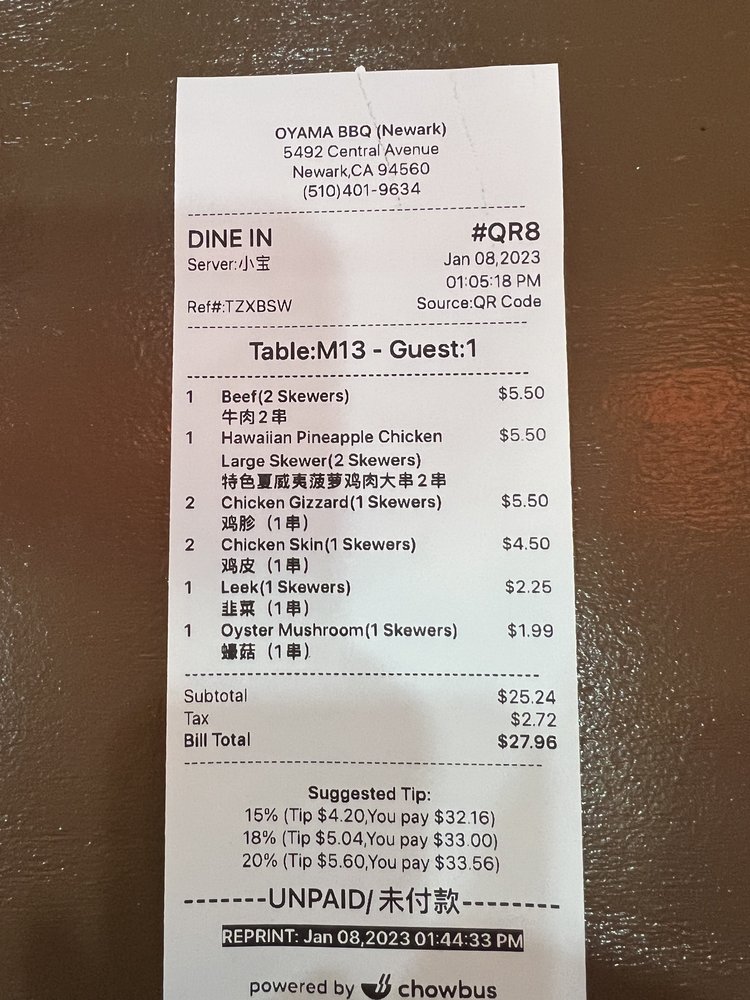 OYAMA BBQ (Newark)
5492 Central Avenue
Newark,CA 94560
(510)401-9634
DINE IN #QR8
Server:小宝 Jan 08,2023
01:05:18 PM
Ref#:TZXBSW Source:QR Code
Table:M13 - Guest:1
1 Beef(2 Skewers) $5.50
牛肉2串
1 Hawaiian Pineapple Chicken $5.50
Large Skewer(2 Skewers)
特色夏威夷菠萝鸡肉大串2串
2 Chicken Gizzard(1 Skewers) $5.50
鸡胗（1串）
2 Chicken Skin(1 Skewers) $4.50
鸡皮（1串）
1 Leek(1 Skewers) $2.25
韭菜（1串）
1 Oyster Mushroom(1 Skewers) $1.99
蠔菇（1串）
Subtotal $25.24
Tax $2.72
Bill Total $27.96
Suggested Tip:
15% (Tip $4.20,You pay $32.16)
18% (Tip $5.04,You pay $33.00)
20% (Tip $5.60,You pay $33.56)
-------UNPAID/ 未付款--------
REPRINT: Jan 08,2023 01:44:33 PM
powered by chowbus